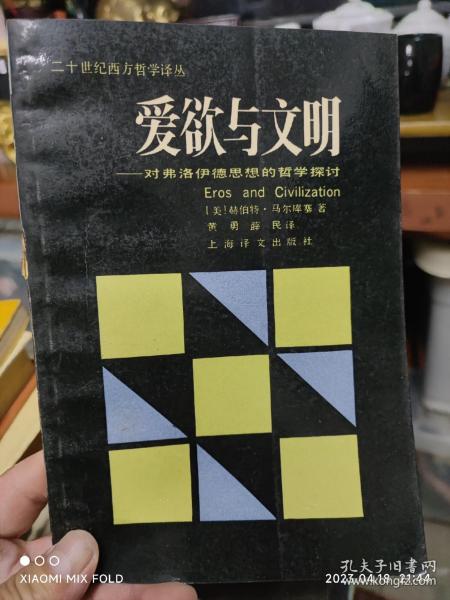 二十世纪西方哲学译丛
爱欲与文明
——对弗洛伊德思想的哲学探讨
Eros and Civilization
[美]赫伯特·马尔库塞 著
黄勇 薛民译
上海译文出版社
XIAOMI MIX FOLD
2023.04.18 21:44
孔夫子旧书网